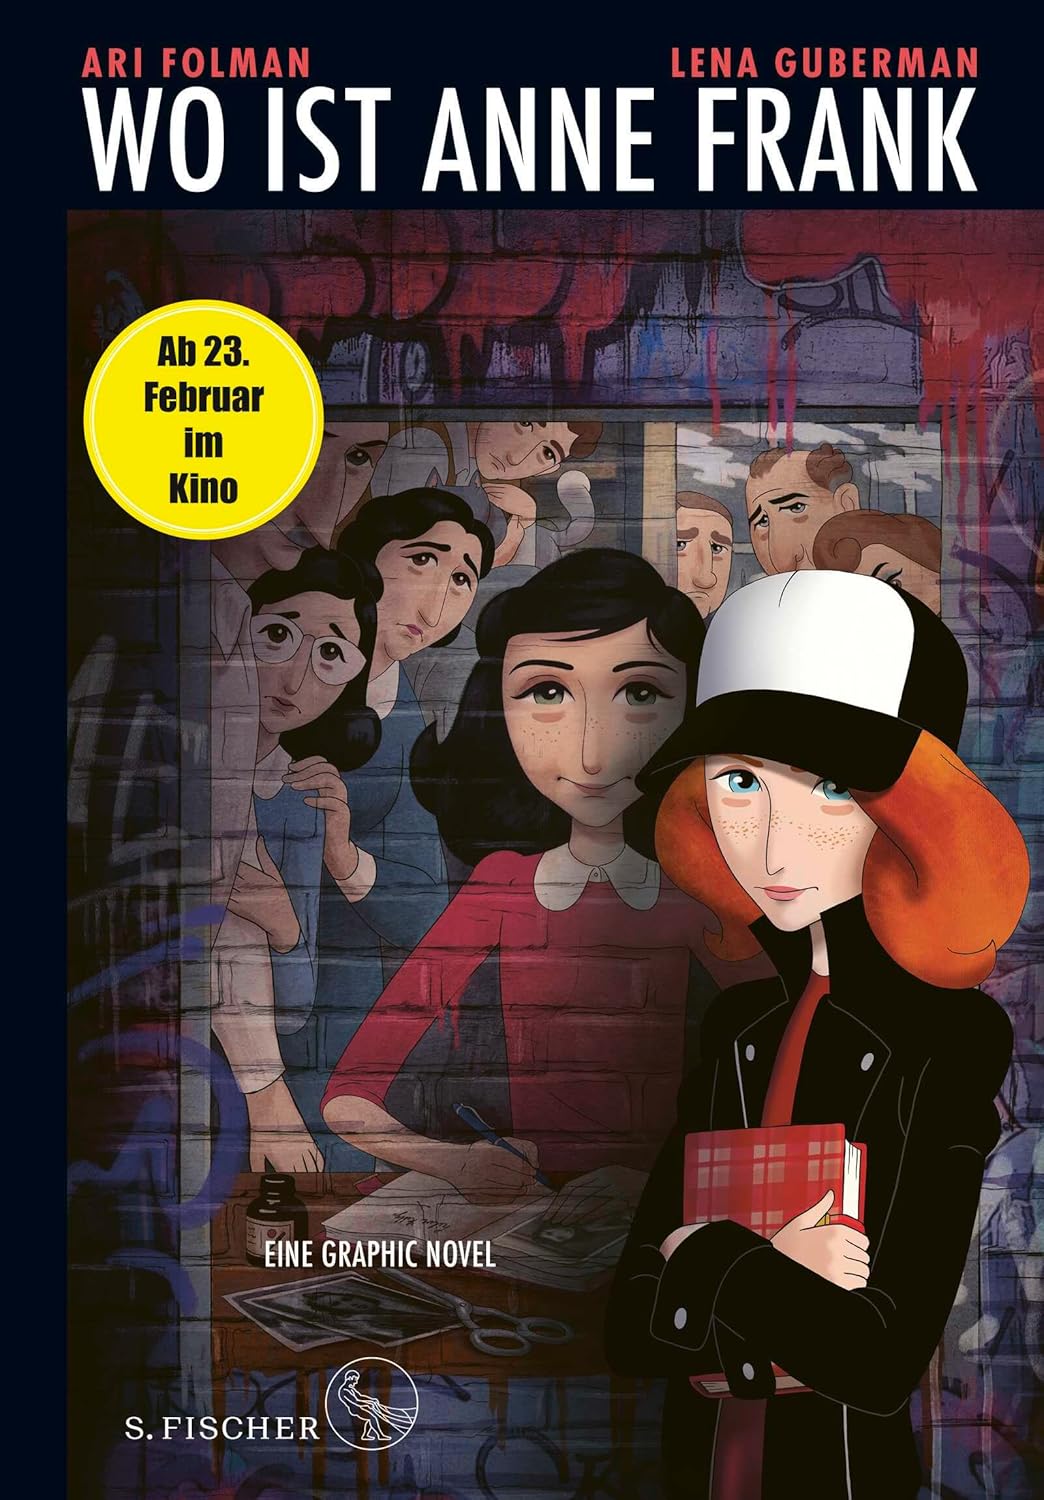 ARI FOLMAN
LENA GUBERMAN
WO IST ANNE FRANK
Ab 23.
Februar
im
Kino
EINE GRAPHIC NOVEL
S. FISCHER